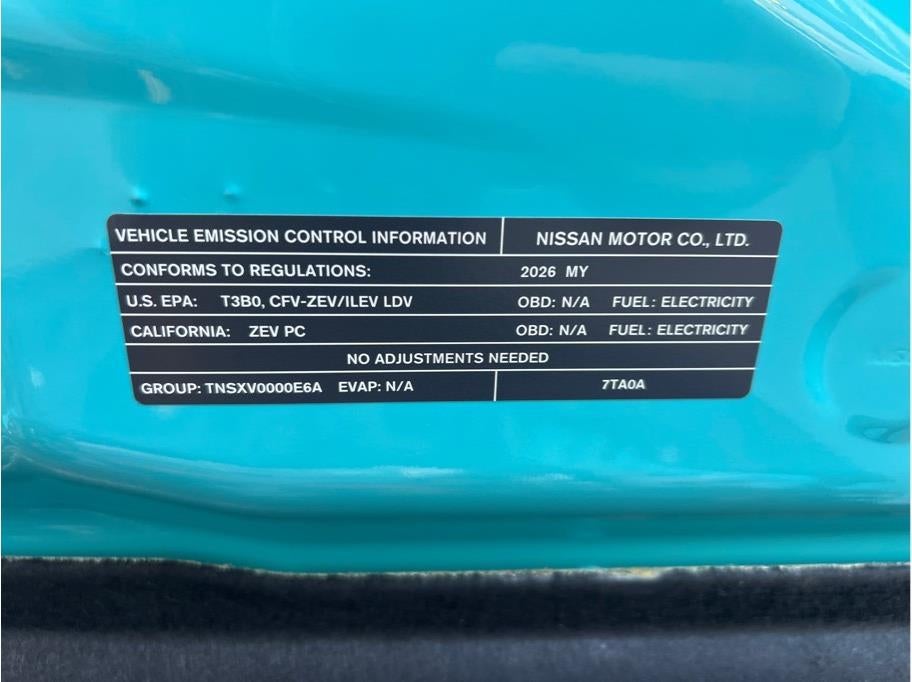 VEHICLE EMISSION CONTROL INFORMATION NISSAN MOTOR CO., LTD.
CONFORMS TO REGULATIONS: 2026 MY
U.S. EPA: T3B0, CFV-ZEV/ILEV LDV OBD: N/A FUEL: ELECTRICITY
CALIFORNIA: ZEV PC OBD: N/A FUEL: ELECTRICITY
NO ADJUSTMENTS NEEDED
GROUP: TNSXV0000E6A EVAP: N/A 7TA0A